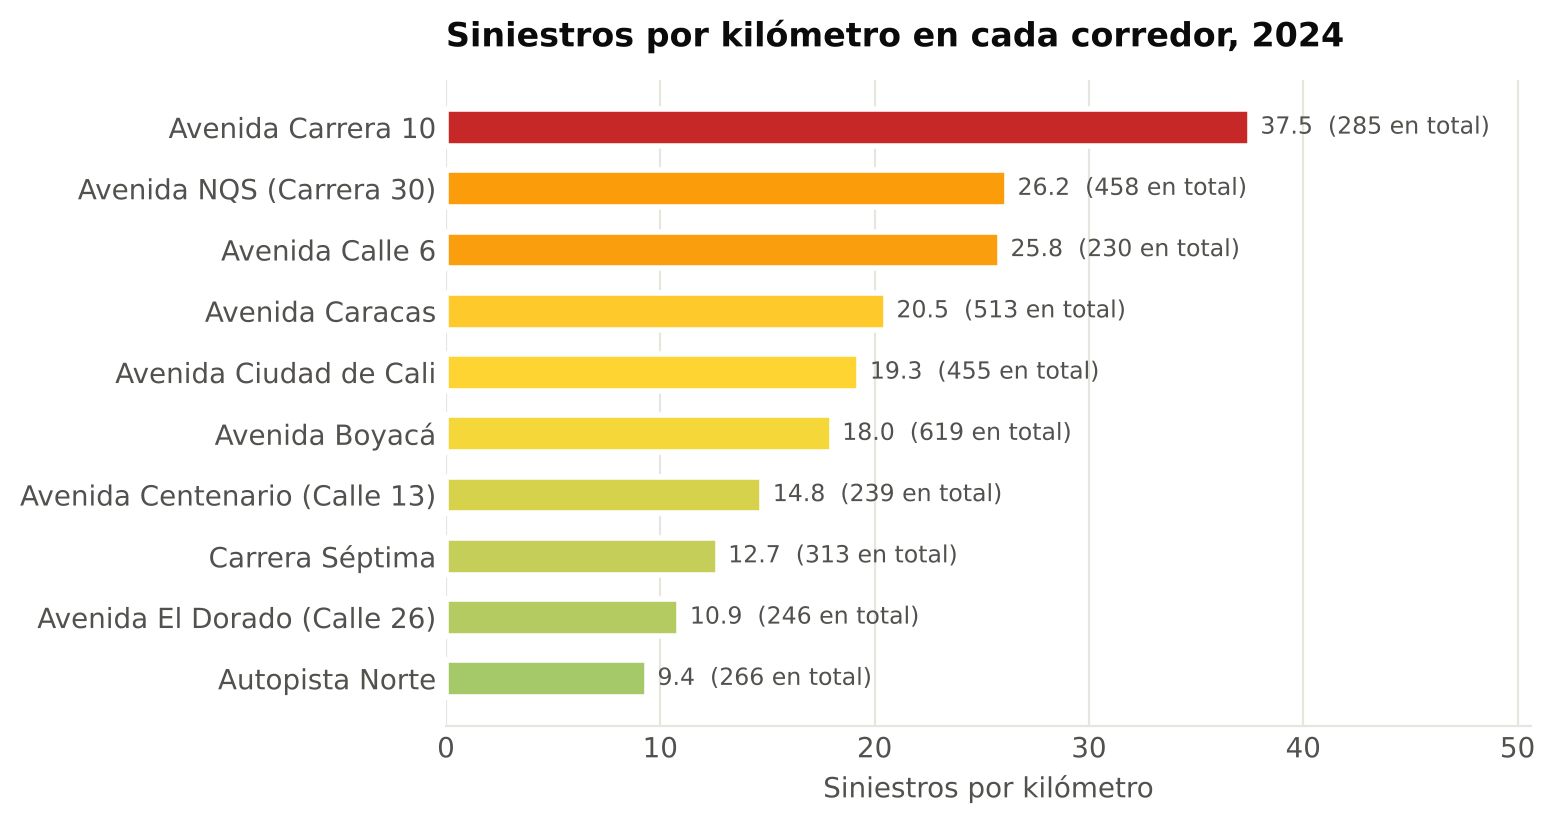 Siniestros por kilómetro en cada corredor, 2024
Avenida Carrera 10 37.5 (285 en total)
Avenida NQS (Carrera 30) 26.2 (458 en total)
Avenida Calle 6 25.8 (230 en total)
Avenida Caracas 20.5 (513 en total)
Avenida Ciudad de Cali 19.3 (455 en total)
Avenida Boyacá 18.0 (619 en total)
Avenida Centenario (Calle 13) 14.8 (239 en total)
Carrera Séptima 12.7 (313 en total)
Avenida El Dorado (Calle 26) 10.9 (246 en total)
Autopista Norte 9.4 (266 en total)
0 10 20 30 40 50
Siniestros por kilómetro